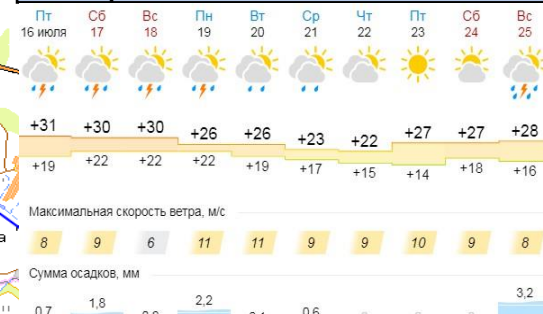 Пт Сб Вс Пн Вт Ср Чт Пт Сб Вс
16 июля 17 18 19 20 21 22 23 24 25
+31 +30 +30 +26 +26 +23 +22 +27 +27 +28
+19 +22 +22 +22 +19 +17 +15 +14 +18 +16
Максимальная скорость ветра, м/с
8 9 6 11 11 9 9 10 9 8
Сумма осадков, мм
0,7 1,8 2,2 0,6 3,2